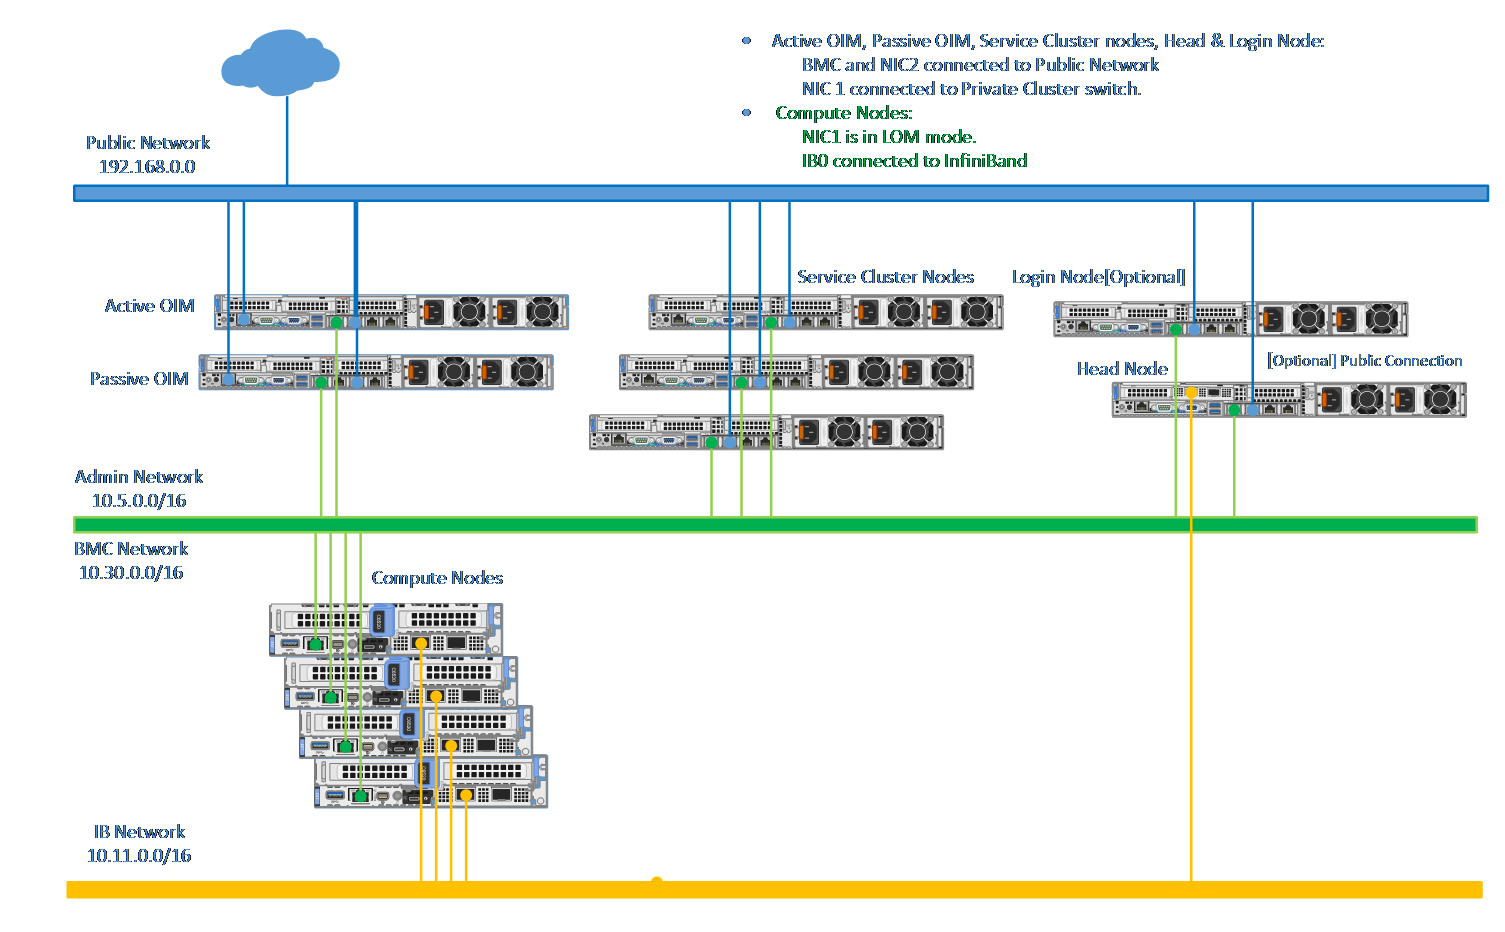 • Active OIM, Passive OIM, Service Cluster nodes, Head & Login Node:
BMC and NIC2 connected to Public Network
NIC 1 connected to Private Cluster switch.
• Compute Nodes:
NIC1 is in LOM mode.
IB0 connected to InfiniBand
Public Network
192.168.0.0
Service Cluster Nodes
Login Node[Optional]
Active OIM
[Optional] Public Connection
Head Node
Passive OIM
Admin Network
10.5.0.0/16
BMC Network
10.30.0.0/16
Compute Nodes
IB Network
10.11.0.0/16